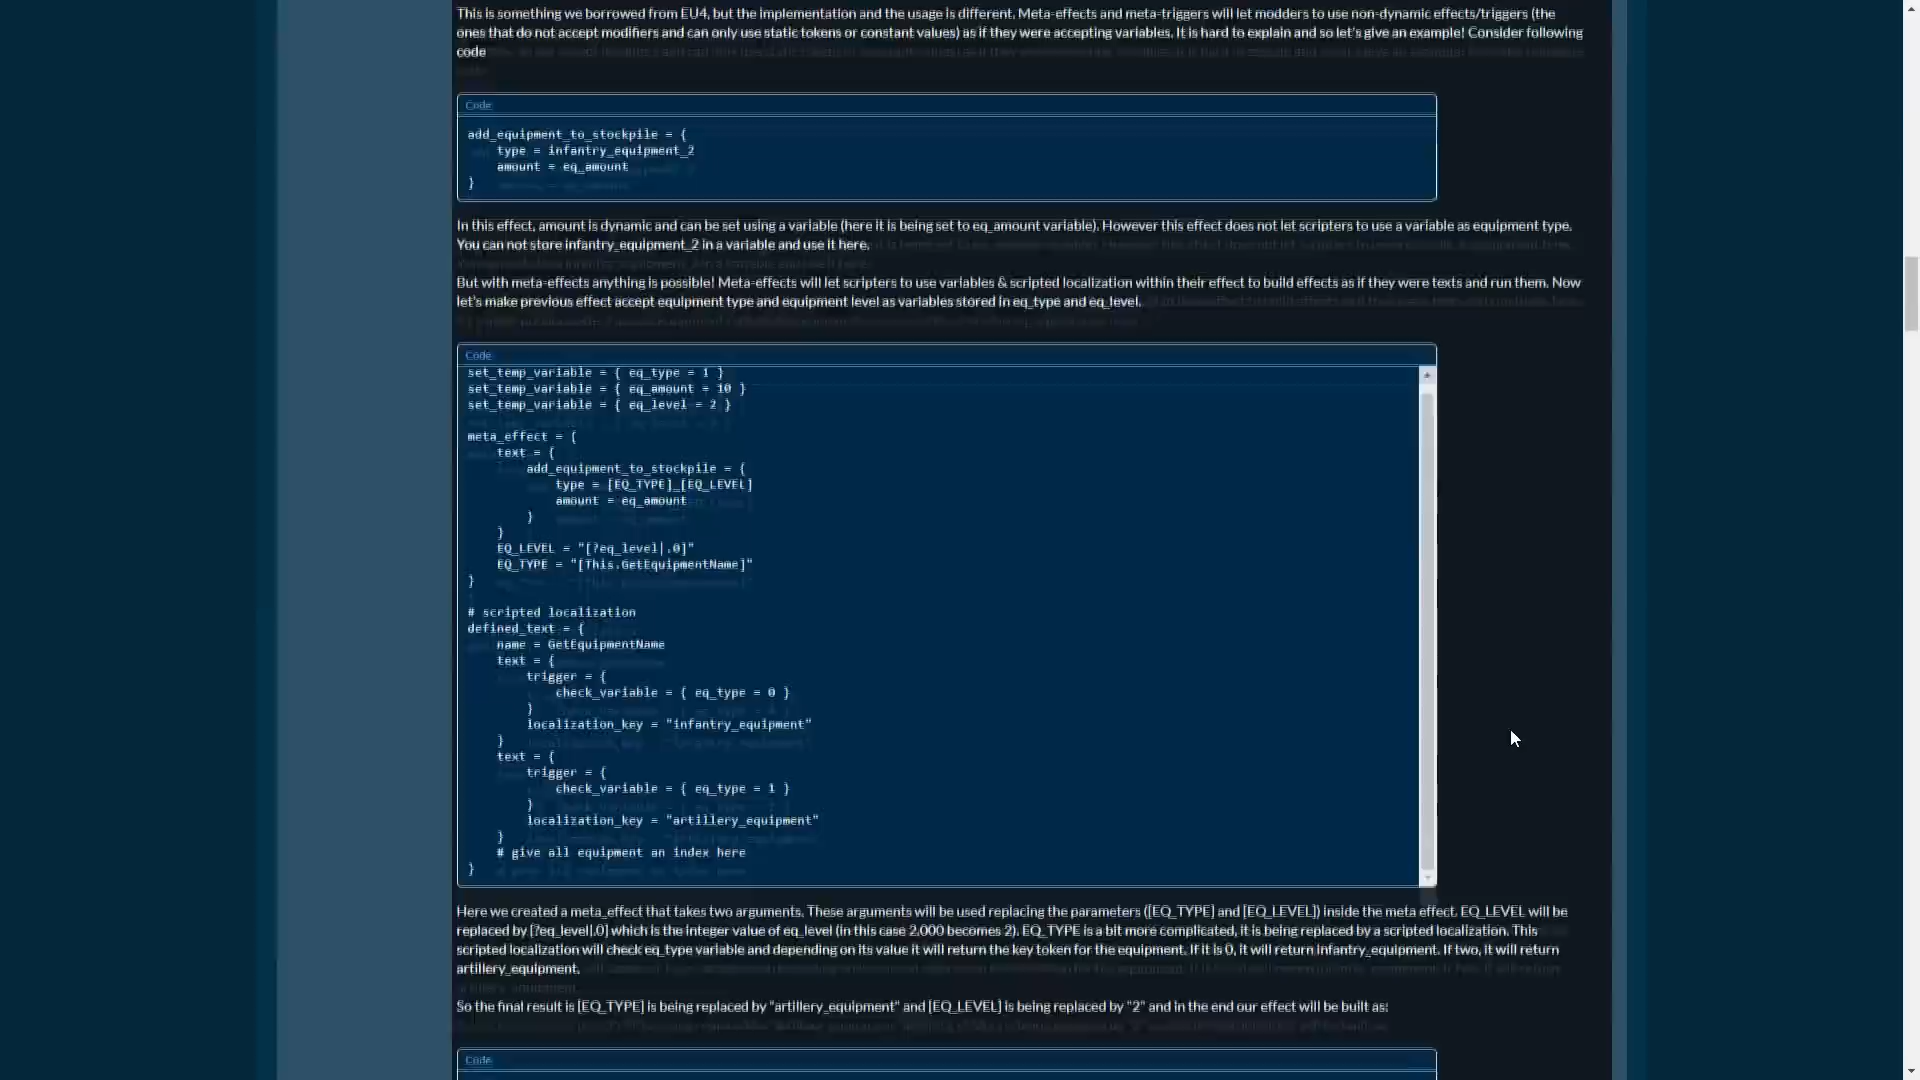 This is something we borrowed from EU4, but the implementation and the usage is different. Meta-effects and meta-triggers will let modders to use non-dynamic effects/triggers (the
ones that do not accept modifiers and can only use static tokens or constant values) as if they were accepting variables. It is hard to explain and so let's give an example! Consider following
code
Code
add_equipment_to_stockpile = {
    type = infantry_equipment_2
    amount = eq_amount
}
In this effect, amount is dynamic and can be set using a variable (here it is being set to eq_amount variable). However this effect does not let scripters to use a variable as equipment type.
You can not store infantry_equipment_2 in a variable and use it here.
But with meta-effects anything is possible! Meta-effects will let scripters to use variables & scripted localization within their effect to build effects as if they were texts and run them. Now
let's make previous effect accept equipment type and equipment level as variables stored in eq_type and eq_level.
Code
set_temp_variable = { eq_type = 1 }
set_temp_variable = { eq_amount = 10 }
set_temp_variable = { eq_level = 2 }
meta_effect = {
    text = {
        add_equipment_to_stockpile = {
            type = [EQ_TYPE]_[EQ_LEVEL]
            amount = eq_amount
        }
    }
    EQ_LEVEL = "[?eq_level|.0]"
    EQ_TYPE = "[This.GetEquipmentName]"
}
# scripted localization
defined_text = {
    name = GetEquipmentName
    text = {
        trigger = {
            check_variable = { eq_type = 0 }
        }
        localization_key = "infantry_equipment"
    }
    text = {
        trigger = {
            check_variable = { eq_type = 1 }
        }
        localization_key = "artillery_equipment"
    }
    # give all equipment an index here
}
Here we created a meta_effect that takes two arguments. These arguments will be used replacing the parameters ([EQ_TYPE] and [EQ_LEVEL]) inside the meta effect. EQ_LEVEL will be
replaced by [?eq_level|.0] which is the integer value of eq_level (in this case 2,000 becomes 2). EQ_TYPE is a bit more complicated, it is being replaced by a scripted localization. This
scripted localization will check eq_type variable and depending on its value it will return the key token for the equipment. If it is 0, it will return infantry_equipment. If two, it will return
artillery_equipment.
So the final result is [EQ_TYPE] is being replaced by "artillery_equipment" and [EQ_LEVEL] is being replaced by "2" and in the end our effect will be built as:
Code